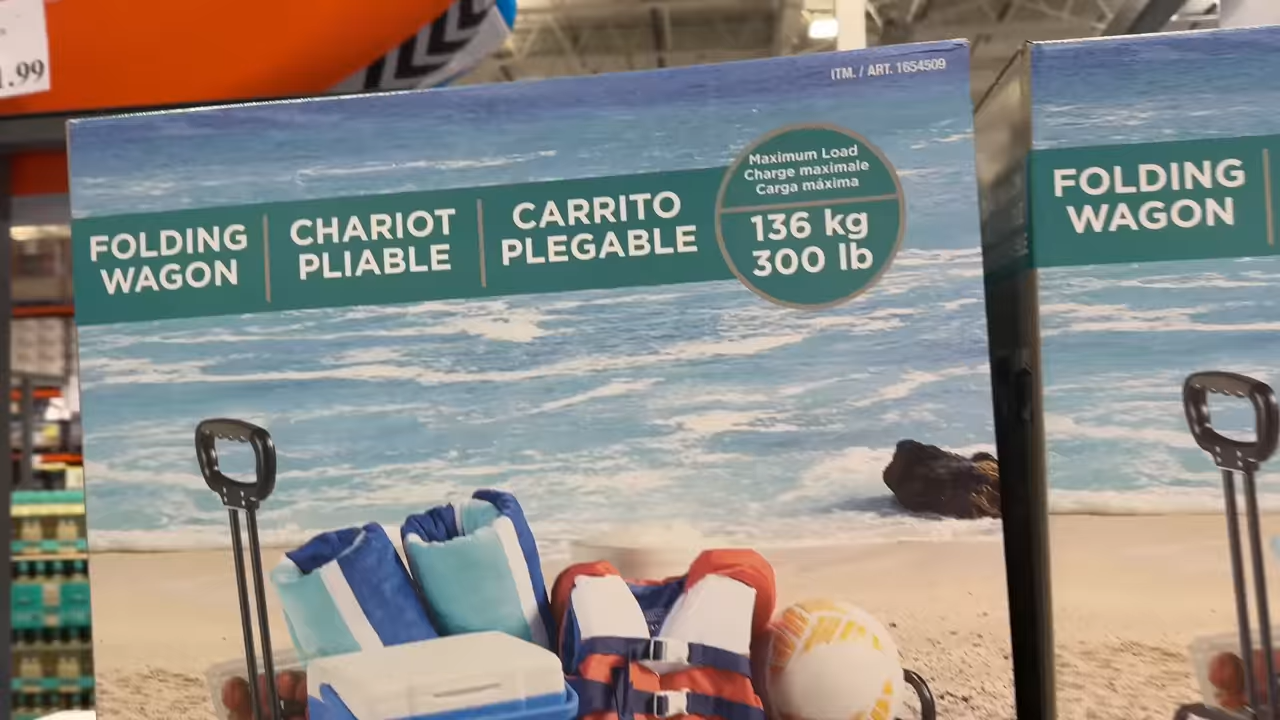 1.99
ITM. / ART. 1654509
Maximum Load
Charge maximale
Carga máxima
136 kg
300 lb
FOLDING
WAGON
CHARIOT
PLIABLE
CARRITO
PLEGABLE
FOLDING
WAGON